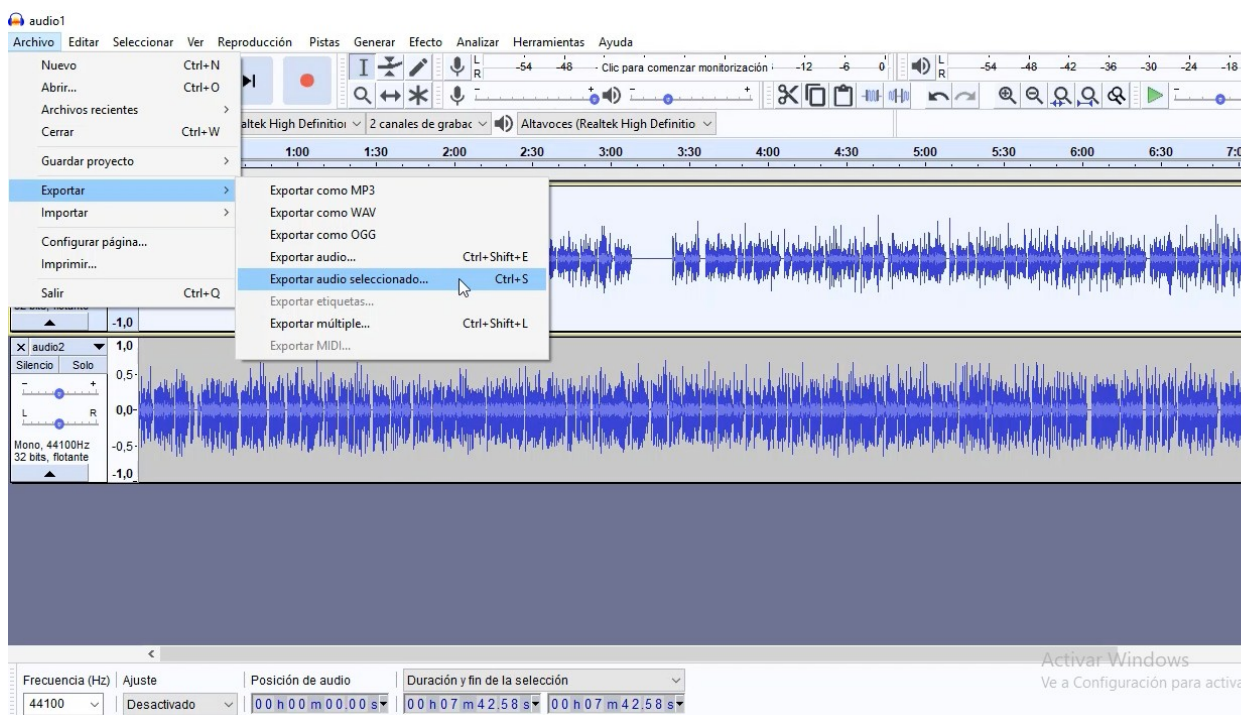 audio1
Archivo Editar Seleccionar Ver Reproducción Pistas Generar Efecto Analizar Herramientas Ayuda
Nuevo Ctrl+N
Abrir... Ctrl+O
Archivos recientes >
Cerrar Ctrl+W
Guardar proyecto >
Exportar >
Importar >
Configurar página...
Imprimir...
Salir Ctrl+Q
Exportar como MP3
Exportar como WAV
Exportar como OGG
Exportar audio... Ctrl+Shift+E
Exportar audio seleccionado... Ctrl+S
Exportar etiquetas...
Exportar múltiple... Ctrl+Shift+L
Exportar MIDI...
L R -54 -48 - Clic para comenzar monitorización -12 -6 0 L R -54 -48 -42 -36 -30 -24 -18
altek High Definition 2 canales de grabac Altavoces (Realtek High Definitio
1:00 1:30 2:00 2:30 3:00 3:30 4:00 4:30 5:00 5:30 6:00 6:30
-1,0
audio2 1,0
Silencio Solo
0,5
- +
L R 0,0
Mono, 44100Hz -0,5
32 bits, flotante
-1,0
Activar Windows
Ve a Configuración para activa
Frecuencia (Hz) Ajuste Posición de audio Duración y fin de la selección
44100 Desactivado 00 h 00 m 00.00 s 00 h 07 m 42.58 s 00 h 07 m 42.58 s